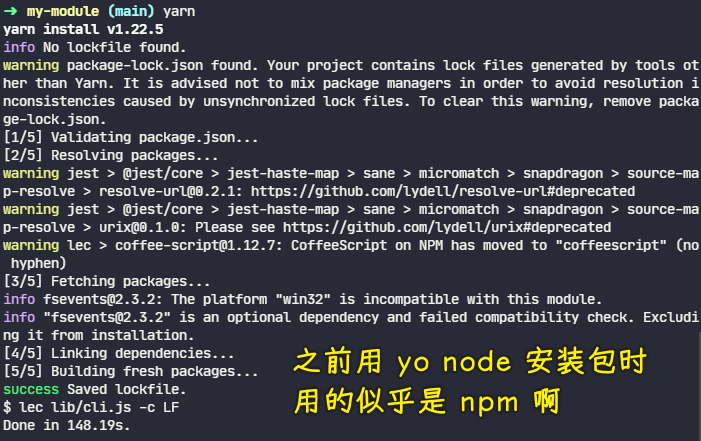 ➜ my-module (main) yarn
yarn install v1.22.5
info No lockfile found.
warning package-lock.json found. Your project contains lock files generated by tools ot
her than Yarn. It is advised not to mix package managers in order to avoid resolution i
nconsistencies caused by unsynchronized lock files. To clear this warning, remove packa
ge-lock.json.
[1/5] Validating package.json...
[2/5] Resolving packages...
warning jest > @jest/core > jest-haste-map > sane > micromatch > snapdragon > source-ma
p-resolve > resolve-url@0.2.1: https://github.com/lydell/resolve-url#deprecated
warning jest > @jest/core > jest-haste-map > sane > micromatch > snapdragon > source-ma
p-resolve > urix@0.1.0: Please see https://github.com/lydell/urix#deprecated
warning lec > coffee-script@1.12.7: CoffeeScript on NPM has moved to "coffeescript" (no
 hyphen)
[3/5] Fetching packages...
info fsevents@2.3.2: The platform "win32" is incompatible with this module.
info "fsevents@2.3.2" is an optional dependency and failed compatibility check. Excludi
ng it from installation.
[4/5] Linking dependencies...
[5/5] Building fresh packages...
success Saved lockfile.
$ lec lib/cli.js -c LF
Done in 148.19s.
之前用 yo node 安装包时
用的似乎是 npm 啊